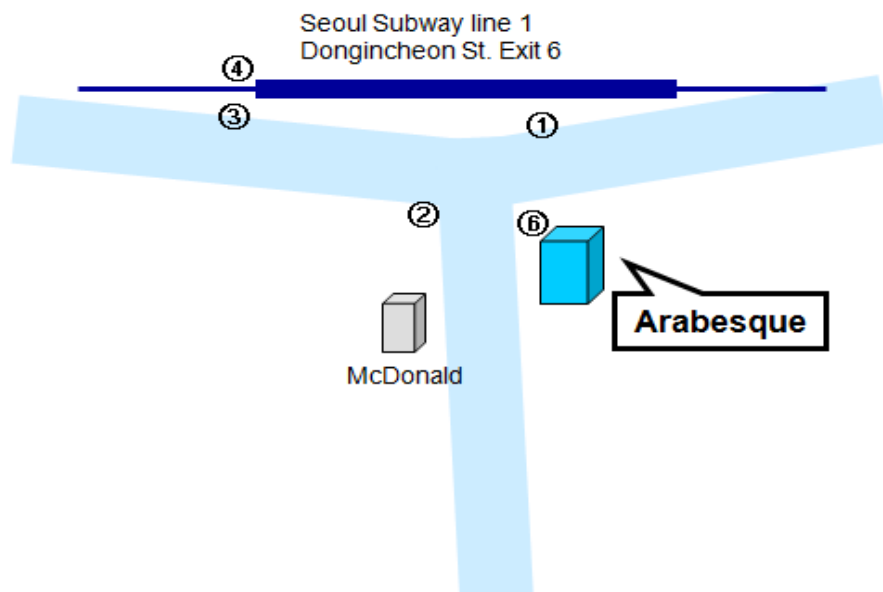 Seoul Subway line 1
Dongincheon St. Exit 6
④
③
①
②
⑥
Arabesque
McDonald